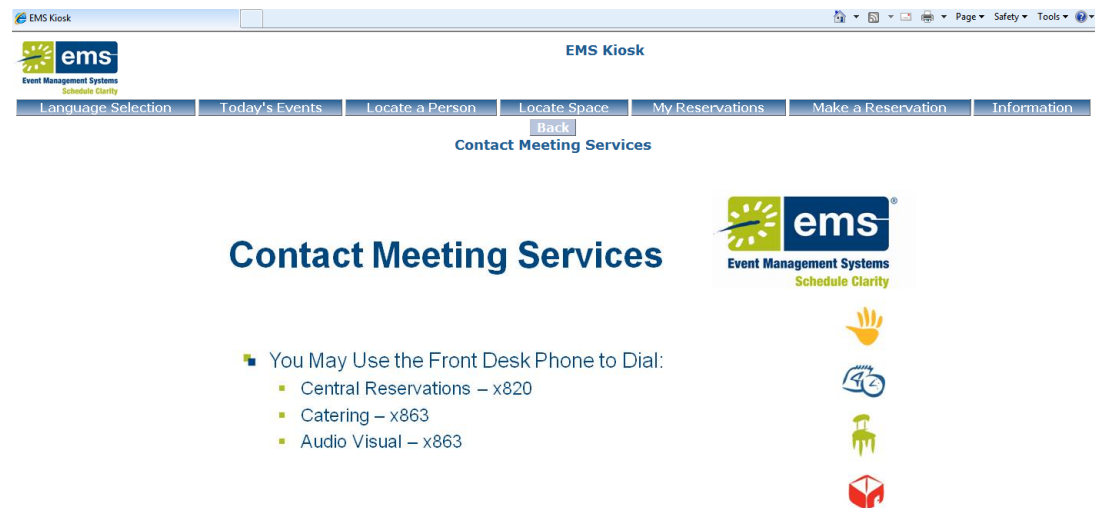 EMS Kiosk
Page Safety Tools
ems
Event Management Systems
Schedule Clarity
EMS Kiosk
Language Selection Today's Events Locate a Person Locate Space My Reservations Make a Reservation Information
Back
Contact Meeting Services
Contact Meeting Services
ems®
Event Management Systems
Schedule Clarity
You May Use the Front Desk Phone to Dial:
Central Reservations – x820
Catering – x863
Audio Visual – x863